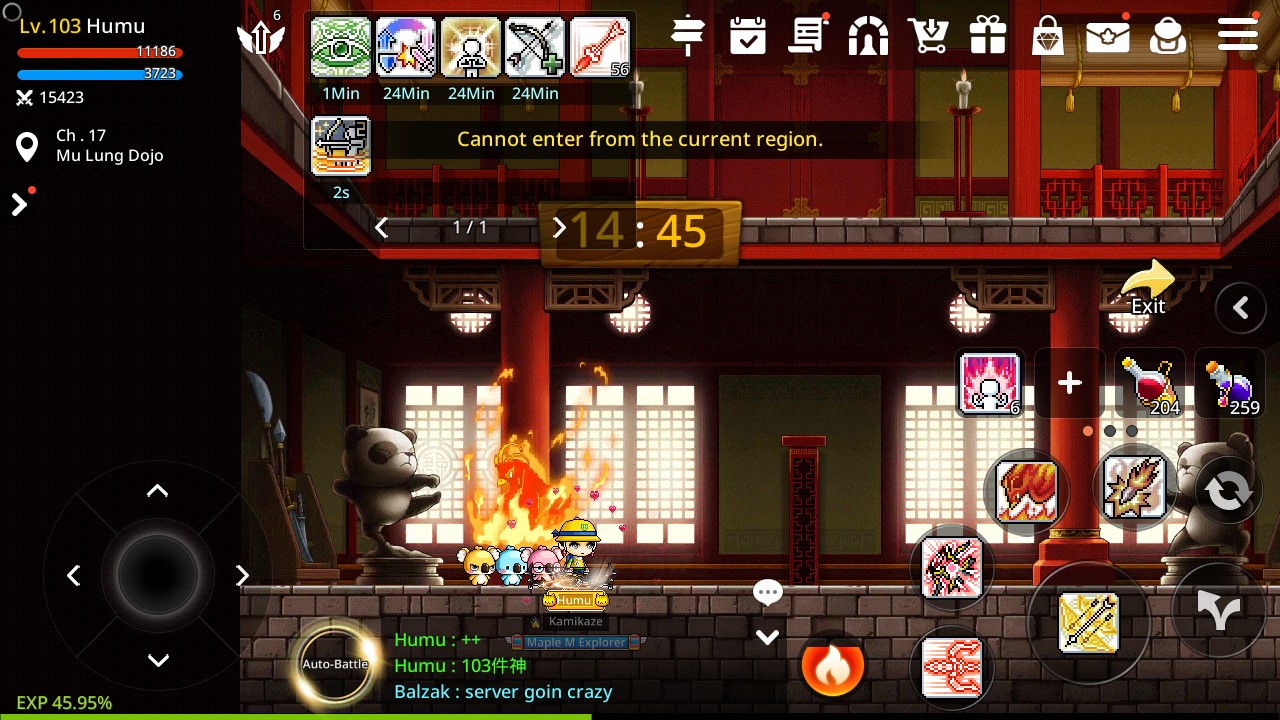 Lv.103 Humu
6
11186
3723
15423
Ch . 17
Mu Lung Dojo
56
1Min
24Min
24Min
24Min
Cannot enter from the current region.
2s
1 / 1
14 : 45
Exit
6
204
259
Humu
Kamikaze
Maple M Explorer
Auto-Battle
Humu : ++
Humu : 103件神
Balzak : server goin crazy
EXP 45.95%